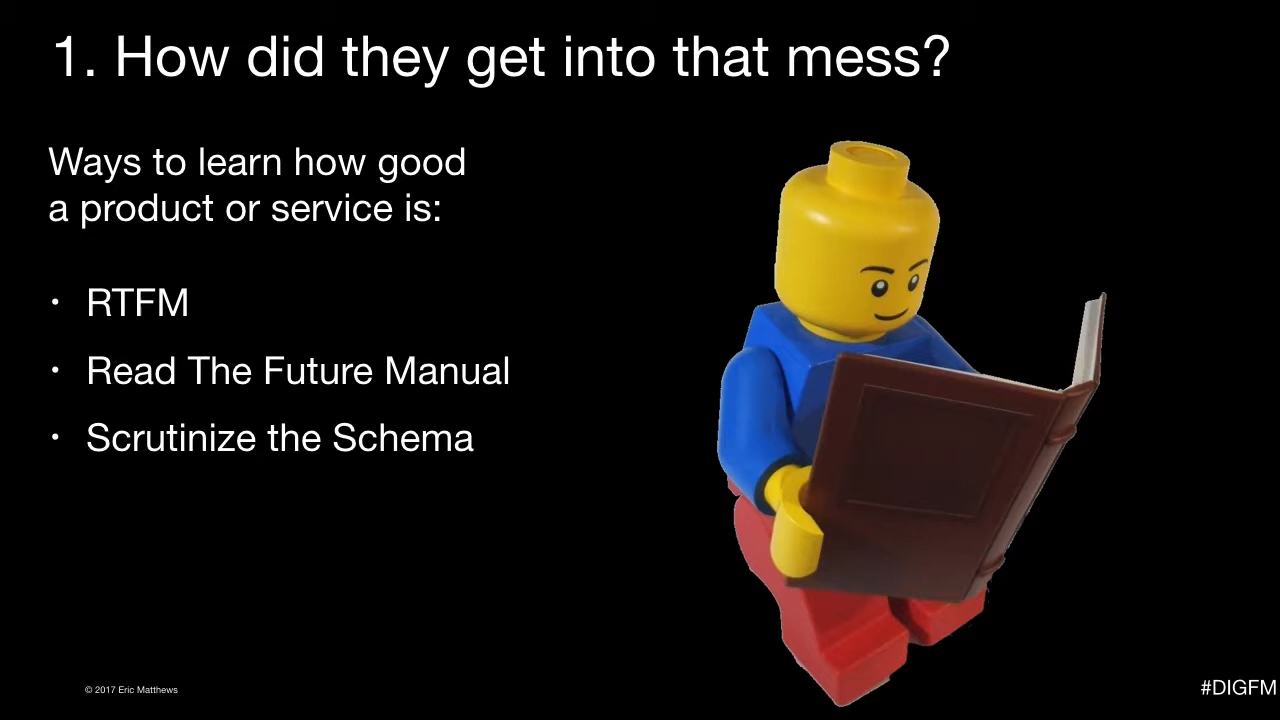 1. How did they get into that mess?
Ways to learn how good
a product or service is:
• RTFM
• Read The Future Manual
• Scrutinize the Schema
© 2017 Eric Matthews
#DIGFM